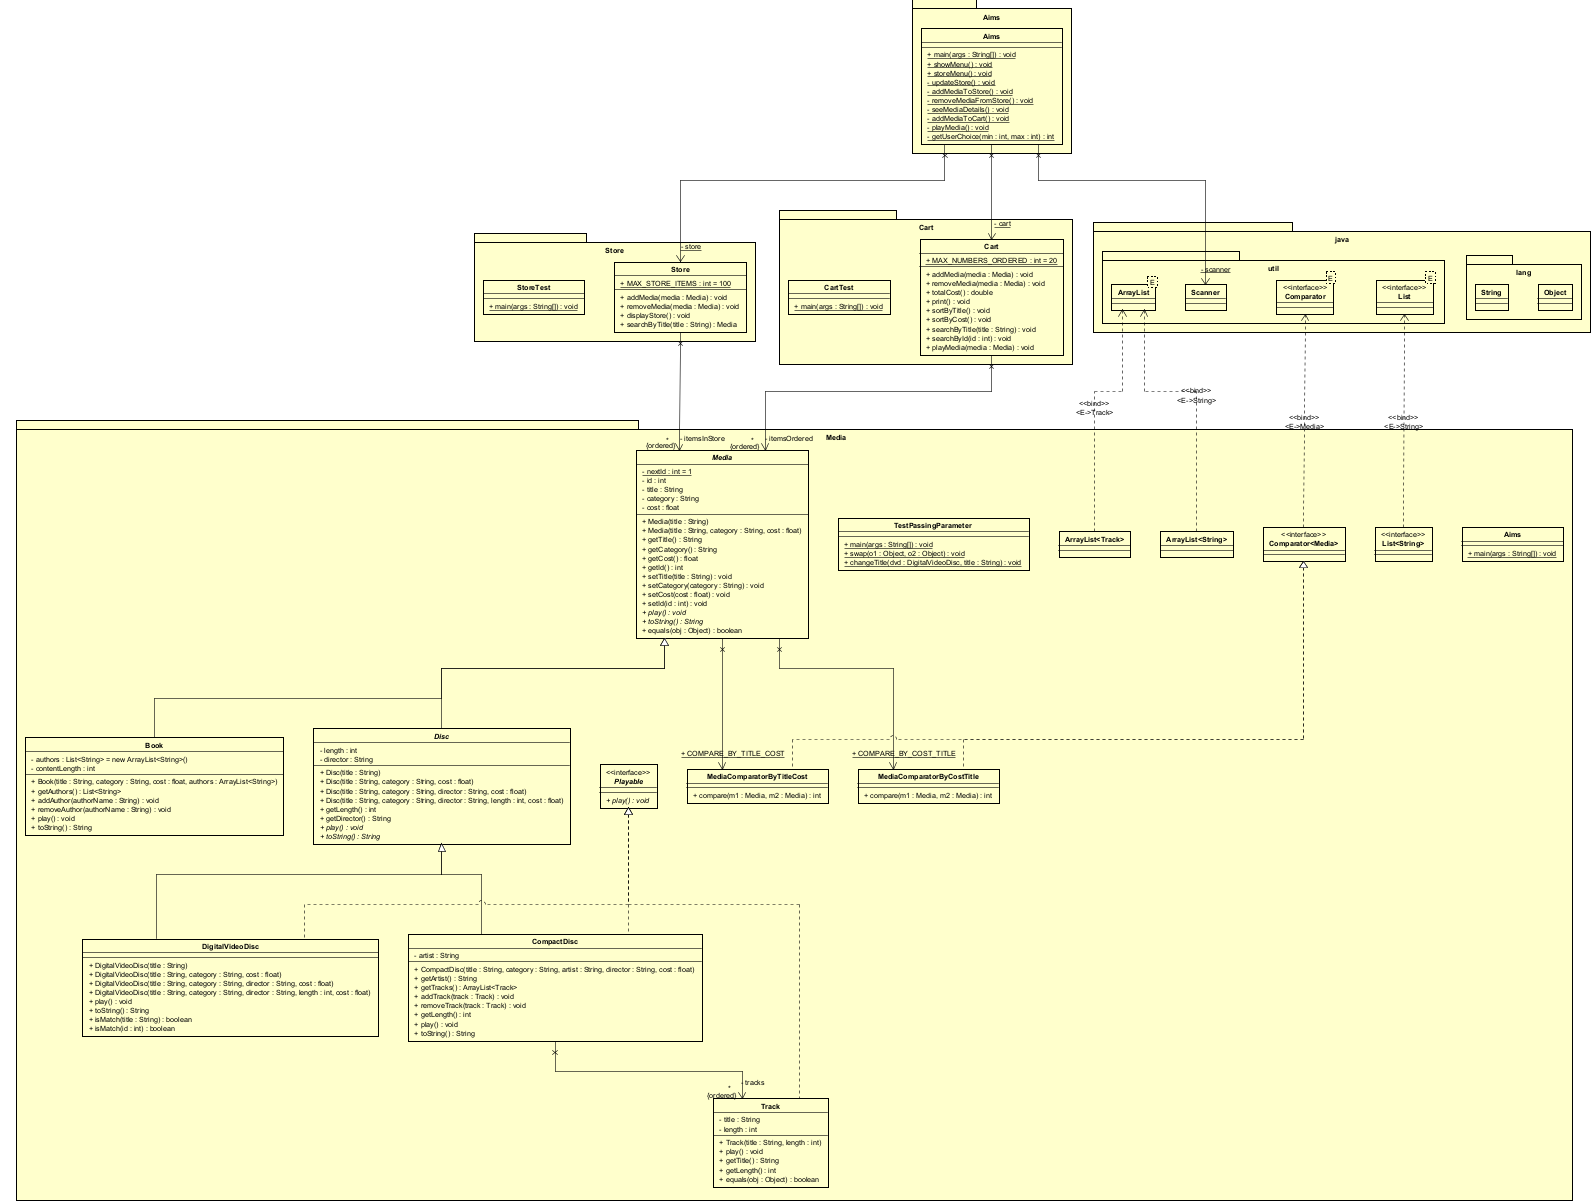 Aims
Aims
+ main(args : String[]) : void
+ showMenu() : void
+ storeMenu() : void
- updateStore() : void
- addMediaToStore() : void
- removeMediaFromStore() : void
- seeMediaDetails() : void
- addMediaToCart() : void
- playMedia() : void
- getUserChoice(min : int, max : int) : int
Store
- store
StoreTest
+ main(args : String[]) : void
Store
+ MAX_STORE_ITEMS : int = 100
+ addMedia(media : Media) : void
+ removeMedia(media : Media) : void
+ displayStore() : void
+ searchByTitle(title : String) : Media
Cart
- cart
CartTest
+ main(args : String[]) : void
Cart
+ MAX_NUMBERS_ORDERED : int = 20
+ addMedia(media : Media) : void
+ removeMedia(media : Media) : void
+ totalCost() : double
+ print() : void
+ sortByTitle() : void
+ sortByCost() : void
+ searchByTitle(title : String) : void
+ searchById(id : int) : void
+ playMedia(media : Media) : void
java
util
- scanner
ArrayList
E
Scanner
<<interface>>
Comparator
E
<<interface>>
List
E
lang
String
Object
<<bind>>
<E->Track>
<<bind>>
<E->String>
<<bind>>
<E->Media>
<<bind>>
<E->String>
Media
*
{ordered}
- itemsInStore
*
{ordered}
- itemsOrdered
Media
- nextId : int = 1
- id : int
- title : String
- category : String
- cost : float
+ Media(title : String)
+ Media(title : String, category : String, cost : float)
+ getTitle() : String
+ getCategory() : String
+ getCost() : float
+ getId() : int
+ setTitle(title : String) : void
+ setCategory(category : String) : void
+ setCost(cost : float) : void
+ setId(id : int) : void
+ play() : void
+ toString() : String
+ equals(obj : Object) : boolean
TestPassingParameter
+ main(args : String[]) : void
+ swap(o1 : Object, o2 : Object) : void
+ changeTitle(dvd : DigitalVideoDisc, title : String) : void
ArrayList<Track>
ArrayList<String>
<<interface>>
Comparator<Media>
<<interface>>
List<String>
Aims
+ main(args : String[]) : void
Book
- authors : List<String> = new ArrayList<String>()
- contentLength : int
+ Book(title : String, category : String, cost : float, authors : ArrayList<String>)
+ getAuthors() : List<String>
+ addAuthor(authorName : String) : void
+ removeAuthor(authorName : String) : void
+ play() : void
+ toString() : String
Disc
- length : int
- director : String
+ Disc(title : String)
+ Disc(title : String, category : String, cost : float)
+ Disc(title : String, category : String, director : String, cost : float)
+ Disc(title : String, category : String, director : String, length : int, cost : float)
+ getLength() : int
+ getDirector() : String
+ play() : void
+ toString() : String
<<interface>>
Playable
+ play() : void
+ COMPARE_BY_TITLE_COST
MediaComparatorByTitleCost
+ compare(m1 : Media, m2 : Media) : int
+ COMPARE_BY_COST_TITLE
MediaComparatorByCostTitle
+ compare(m1 : Media, m2 : Media) : int
DigitalVideoDisc
+ DigitalVideoDisc(title : String)
+ DigitalVideoDisc(title : String, category : String, cost : float)
+ DigitalVideoDisc(title : String, category : String, director : String, cost : float)
+ DigitalVideoDisc(title : String, category : String, director : String, length : int, cost : float)
+ play() : void
+ toString() : String
+ isMatch(title : String) : boolean
+ isMatch(id : int) : boolean
CompactDisc
- artist : String
+ CompactDisc(title : String, category : String, artist : String, director : String, cost : float)
+ getArtist() : String
+ getTracks() : ArrayList<Track>
+ addTrack(track : Track) : void
+ removeTrack(track : Track) : void
+ getLength() : int
+ play() : void
+ toString() : String
*
{ordered}
- tracks
Track
- title : String
- length : int
+ Track(title : String, length : int)
+ play() : void
+ getTitle() : String
+ getLength() : int
+ equals(obj : Object) : boolean